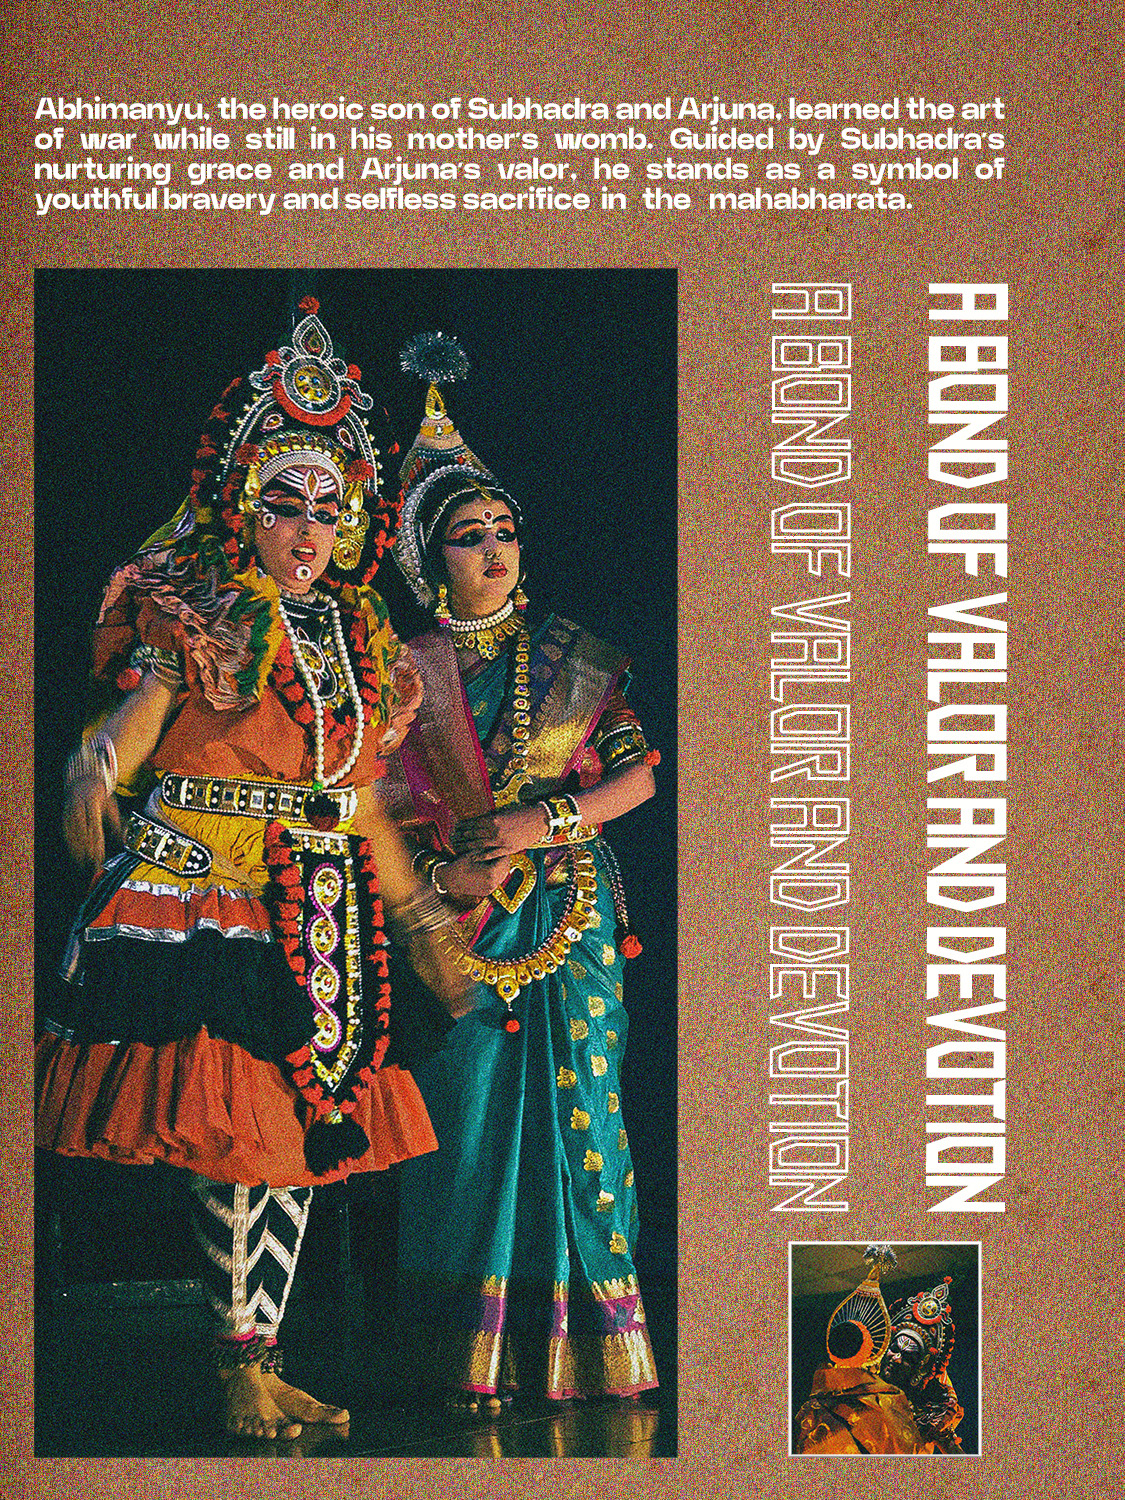 Abhimanyu, the heroic son of Subhadra and Arjuna, learned the art
of war while still in his mother's womb. Guided by Subhadra's
nurturing grace and Arjuna's valor, he stands as a symbol of
youthful bravery and selfless sacrifice in the mahabharata.
A BOND OF VALOR AND DEVOTION
A BOND OF VALOR AND DEVOTION